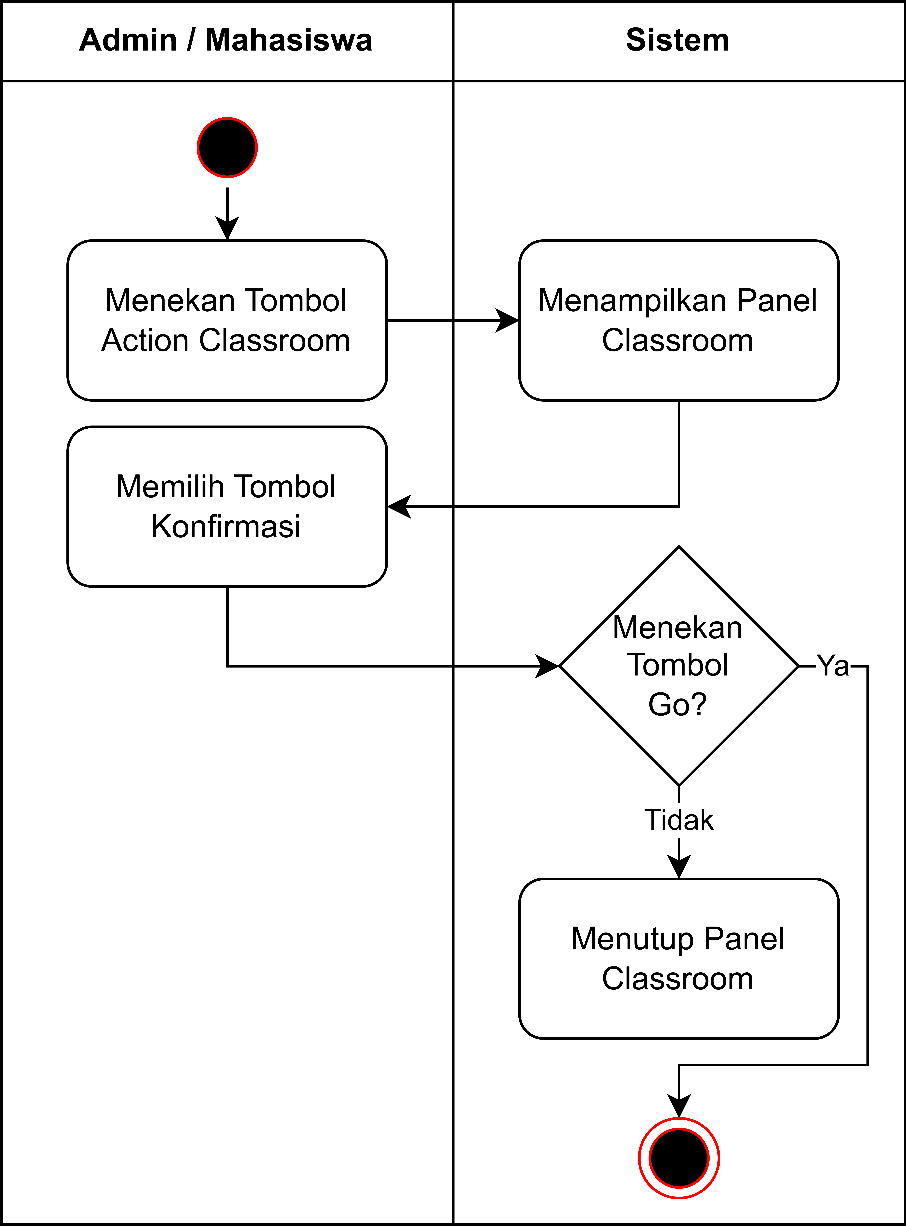 Admin / Mahasiswa
Sistem
Menekan Tombol
Action Classroom
Menampilkan Panel
Classroom
Memilih Tombol
Konfirmasi
Menekan
Tombol
Go?
Ya
Tidak
Menutup Panel
Classroom